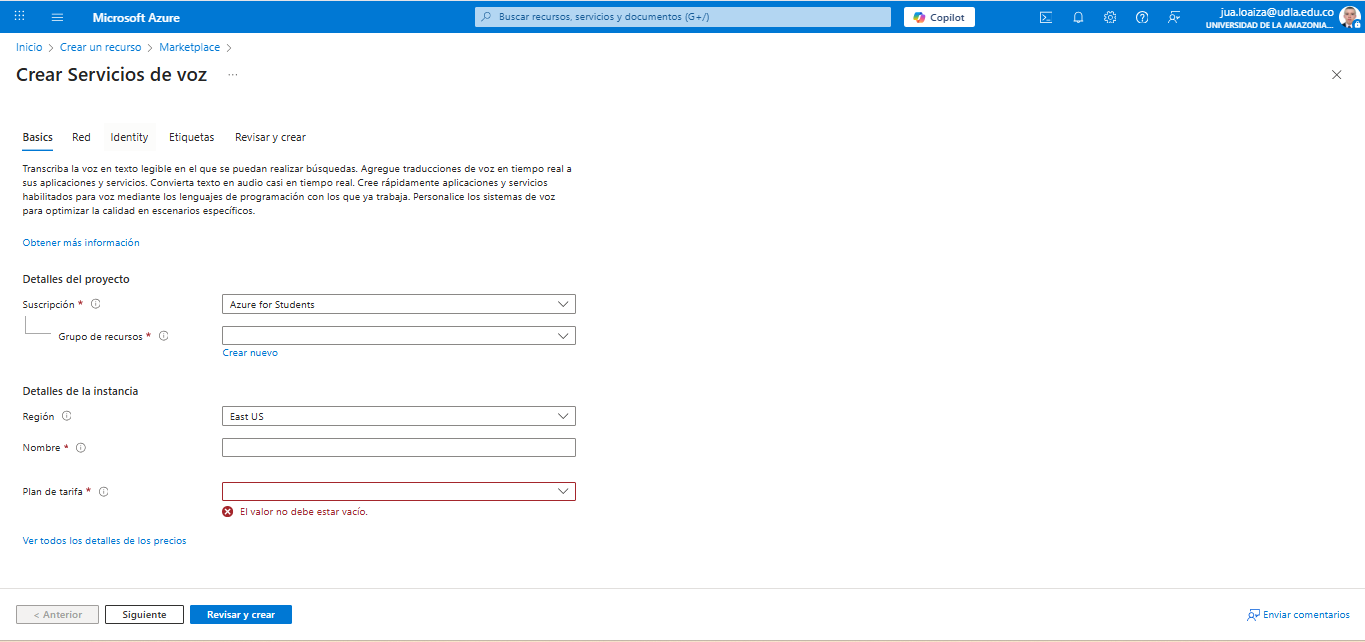 Microsoft Azure
Buscar recursos, servicios y documentos (G+/)
Copilot
jua.loaiza@udla.edu.co
UNIVERSIDAD DE LA AMAZONIA...
Inicio > Crear un recurso > Marketplace >
Crear Servicios de voz ...
Basics Red Identity Etiquetas Revisar y crear
Transcriba la voz en texto legible en el que se puedan realizar búsquedas. Agregue traducciones de voz en tiempo real a
sus aplicaciones y servicios. Convierta texto en audio casi en tiempo real. Cree rápidamente aplicaciones y servicios
habilitados para voz mediante los lenguajes de programación con los que ya trabaja. Personalice los sistemas de voz
para optimizar la calidad en escenarios específicos.
Obtener más información
Detalles del proyecto
Suscripción * Azure for Students
Grupo de recursos *
Crear nuevo
Detalles de la instancia
Región East US
Nombre *
Plan de tarifa *
El valor no debe estar vacío.
Ver todos los detalles de los precios
< Anterior Siguiente Revisar y crear Enviar comentarios